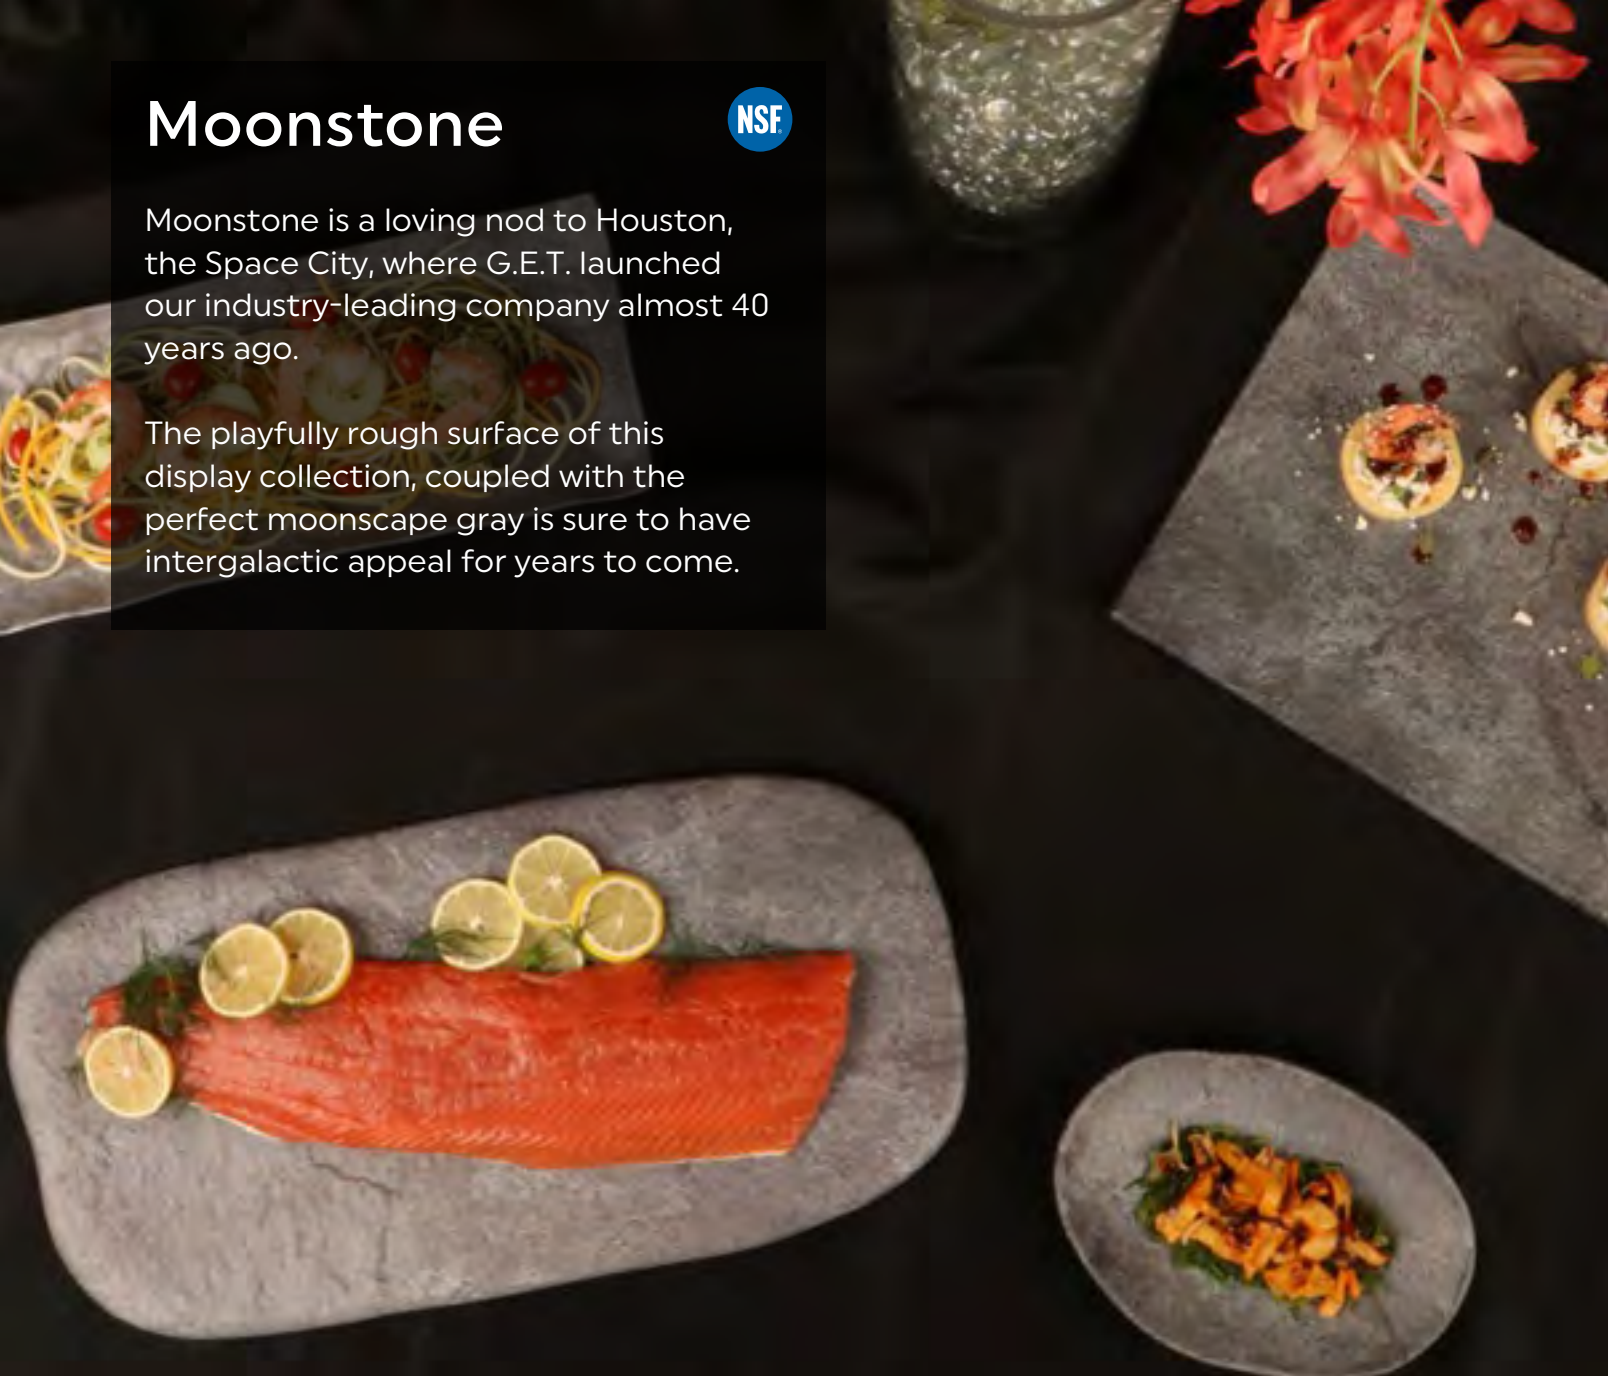 Moonstone
NSF
Moonstone is a loving nod to Houston,
the Space City, where G.E.T. launched
our industry-leading company almost 40
years ago.
The playfully rough surface of this
display collection, coupled with the
perfect moonscape gray is sure to have
intergalactic appeal for years to come.